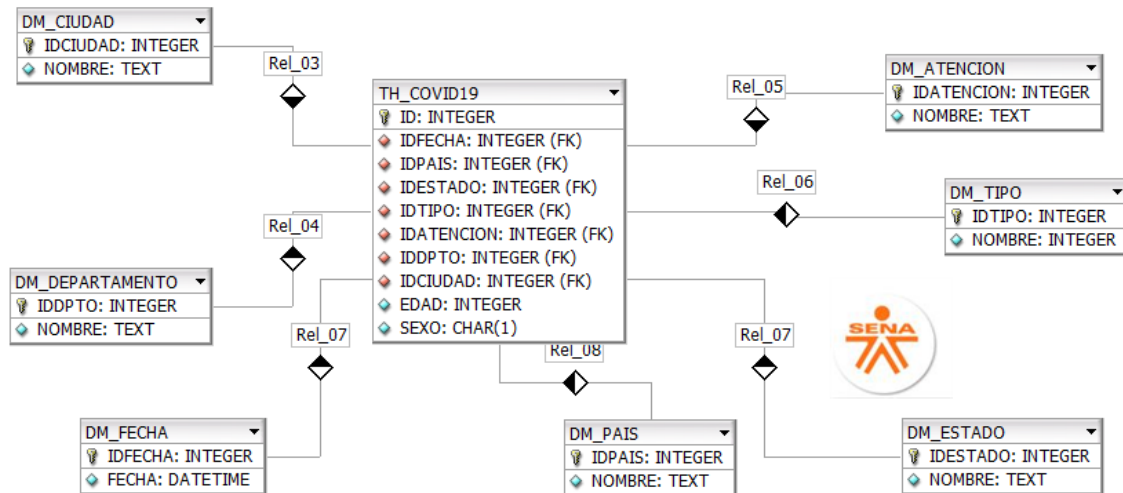 DM_CIUDAD
IDCIUDAD: INTEGER
NOMBRE: TEXT
Rel_03
TH_COVID19
ID: INTEGER
IDFECHA: INTEGER (FK)
IDPAIS: INTEGER (FK)
IDESTADO: INTEGER (FK)
IDTIPO: INTEGER (FK)
IDATENCION: INTEGER (FK)
IDDPTO: INTEGER (FK)
IDCIUDAD: INTEGER (FK)
EDAD: INTEGER
SEXO: CHAR(1)
Rel_05
DM_ATENCION
IDATENCION: INTEGER
NOMBRE: TEXT
Rel_06
DM_TIPO
IDTIPO: INTEGER
NOMBRE: INTEGER
Rel_04
DM_DEPARTAMENTO
IDDPTO: INTEGER
NOMBRE: TEXT
Rel_07
Rel_08
Rel_07
SENA
DM_FECHA
IDFECHA: INTEGER
FECHA: DATETIME
DM_PAIS
IDPAIS: INTEGER
NOMBRE: TEXT
DM_ESTADO
IDESTADO: INTEGER
NOMBRE: TEXT